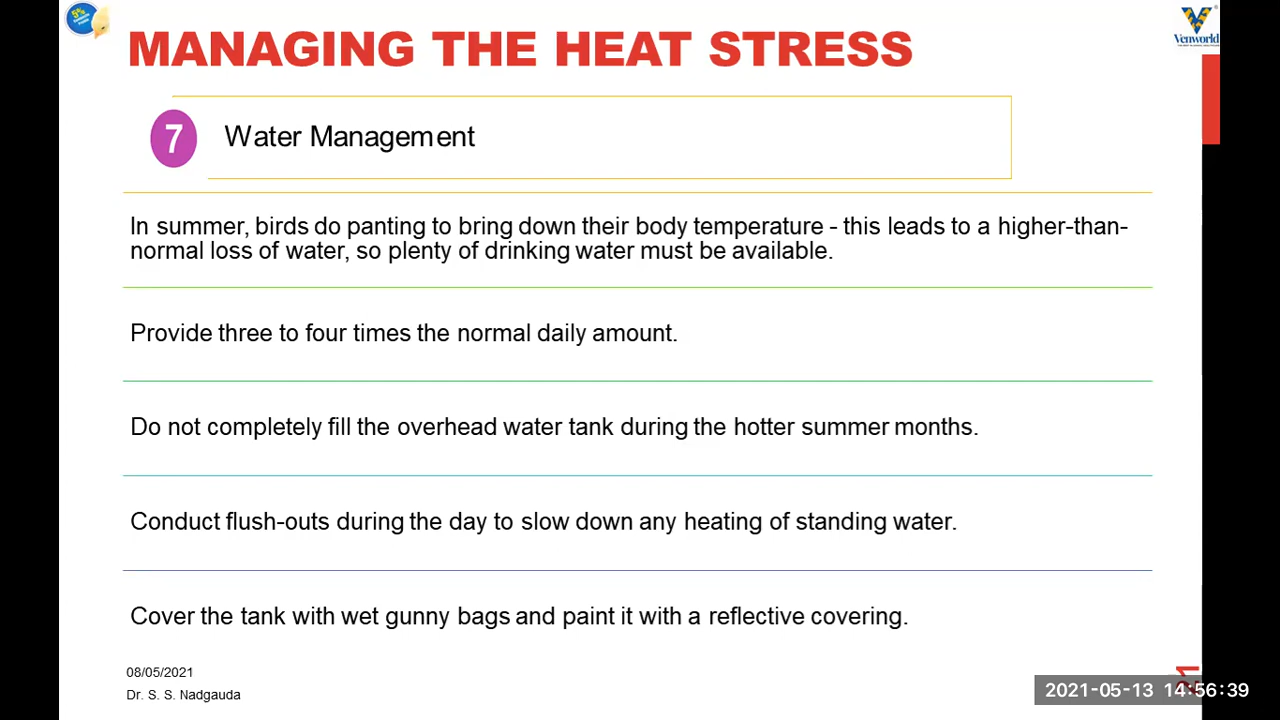 5%
Venworld
MANAGING THE HEAT STRESS
7
Water Management
In summer, birds do panting to bring down their body temperature - this leads to a higher-than-
normal loss of water, so plenty of drinking water must be available.
Provide three to four times the normal daily amount.
Do not completely fill the overhead water tank during the hotter summer months.
Conduct flush-outs during the day to slow down any heating of standing water.
Cover the tank with wet gunny bags and paint it with a reflective covering.
08/05/2021
Dr. S. S. Nadgauda
2021-05-13 14:56:39